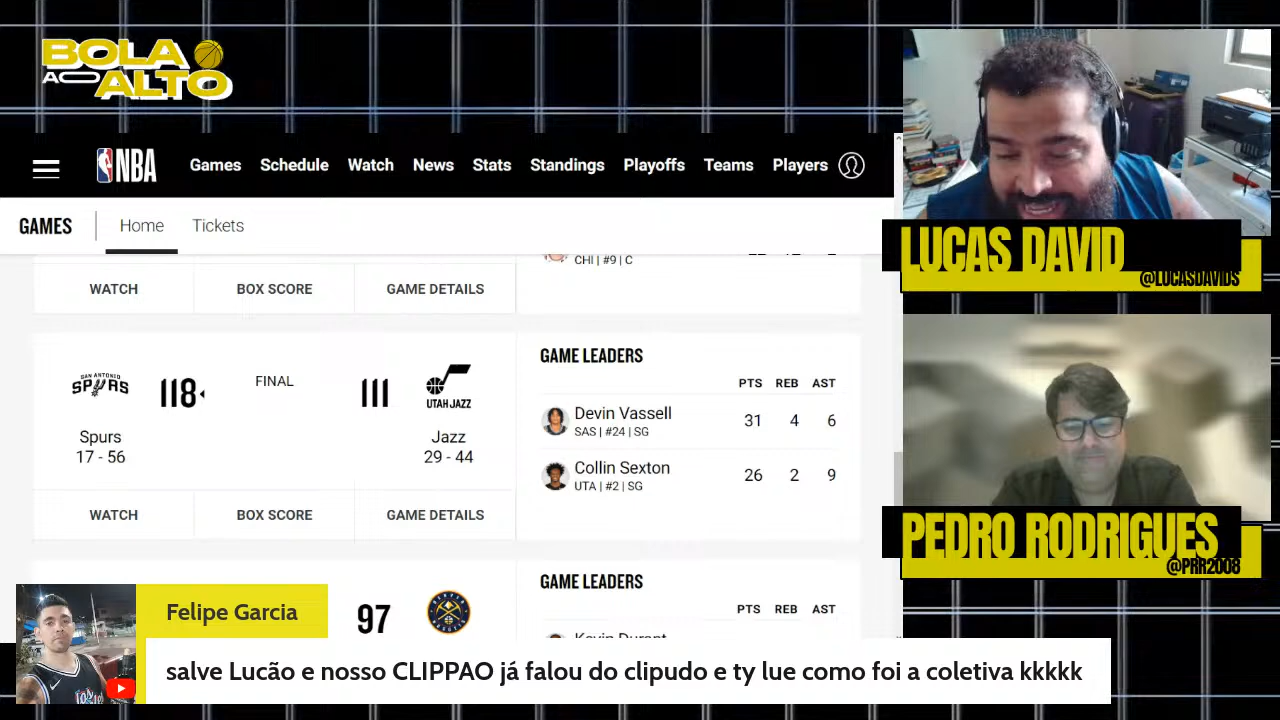 BOLA
AO ALTO
NBA
Games Schedule Watch News Stats Standings Playoffs Teams Players
GAMES Home Tickets
CHI | #9 | C
WATCH BOX SCORE GAME DETAILS
GAME LEADERS
PTS REB AST
SAN ANTONIO
SPURS
118 FINAL 111
UTAH JAZZ
Spurs
17 - 56
Jazz
29 - 44
Devin Vassell 31 4 6
SAS | #24 | SG
Collin Sexton 26 2 9
UTA | #2 | SG
WATCH BOX SCORE GAME DETAILS
GAME LEADERS
97
PTS REB AST
Kevin Durant
LUCAS DAVID
@LUCASDAVIDS
PEDRO RODRIGUES
@PRR2008
Felipe Garcia
salve Lucão e nosso CLIPPAO já falou do clipudo e ty lue como foi a coletiva kkkkk